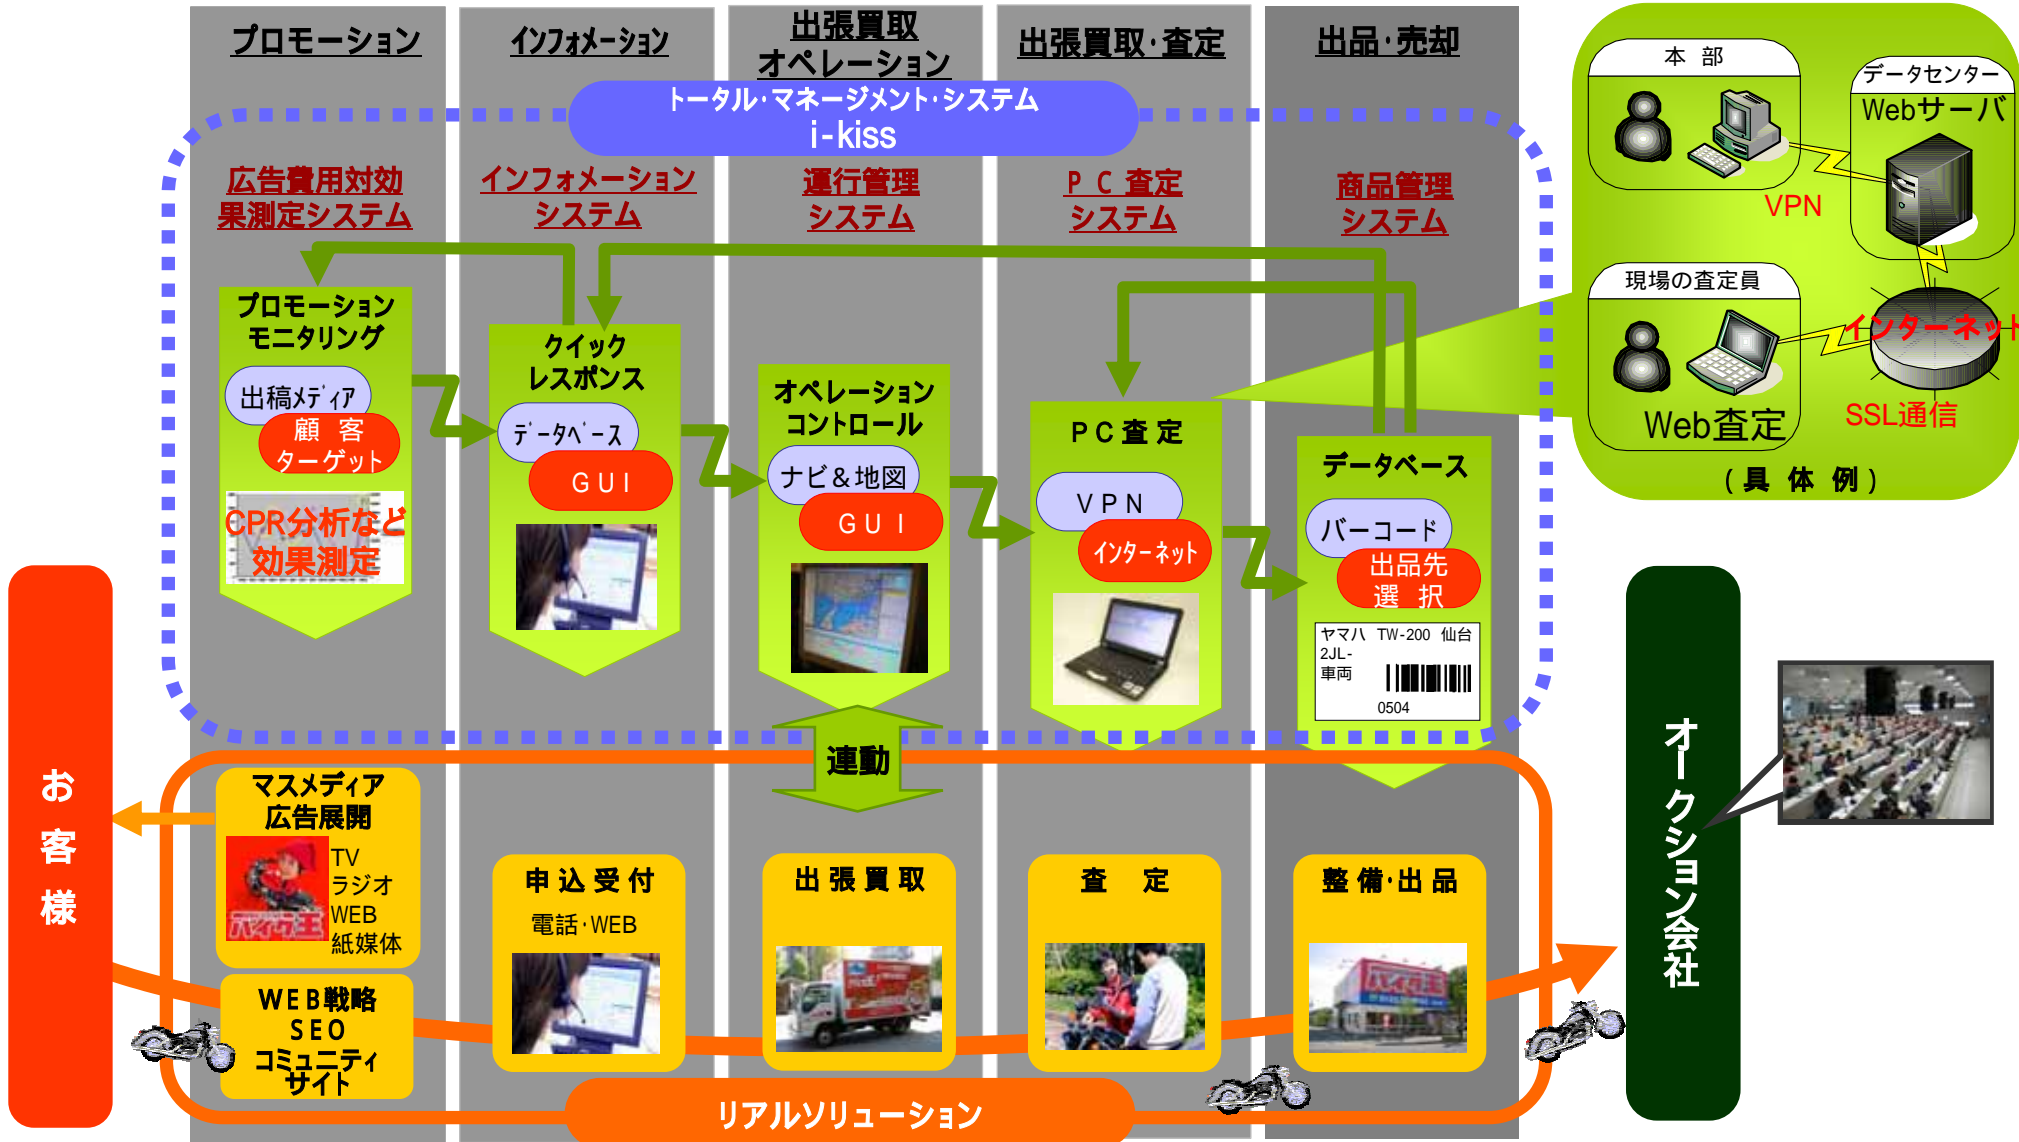 プロモーション
インフォメーション
出張買取
オペレーション
出張買取・査定
出品・売却
トータル・マネージメント・システム
i-kiss
広告費用対効
果測定システム
インフォメーション
システム
運行管理
システム
ＰＣ査定
システム
商品管理
システム
プロモーション
モニタリング
出稿メディア
顧 客
ターゲット
CPR分析など
効果測定
クイック
レスポンス
データベース
ＧＵＩ
オペレーション
コントロール
ナビ＆地図
ＧＵＩ
ＰＣ査定
ＶＰＮ
インターネット
データベース
バーコード
出品先
選 択
ヤマハ TW-200 仙台
2JL-
車両
0504
本 部
データセンター
Webサーバ
VPN
現場の査定員
インターネット
Web査定
SSL通信
(具 体 例)
連動
お客様
マスメディア
広告展開
TV
ラジオ
WEB
紙媒体
バイク王
WEB戦略
SEO
コミュニティ
サイト
申込受付
電話・WEB
出張買取
査 定
整備・出品
バイク王
オークション会社
リアルソリューション